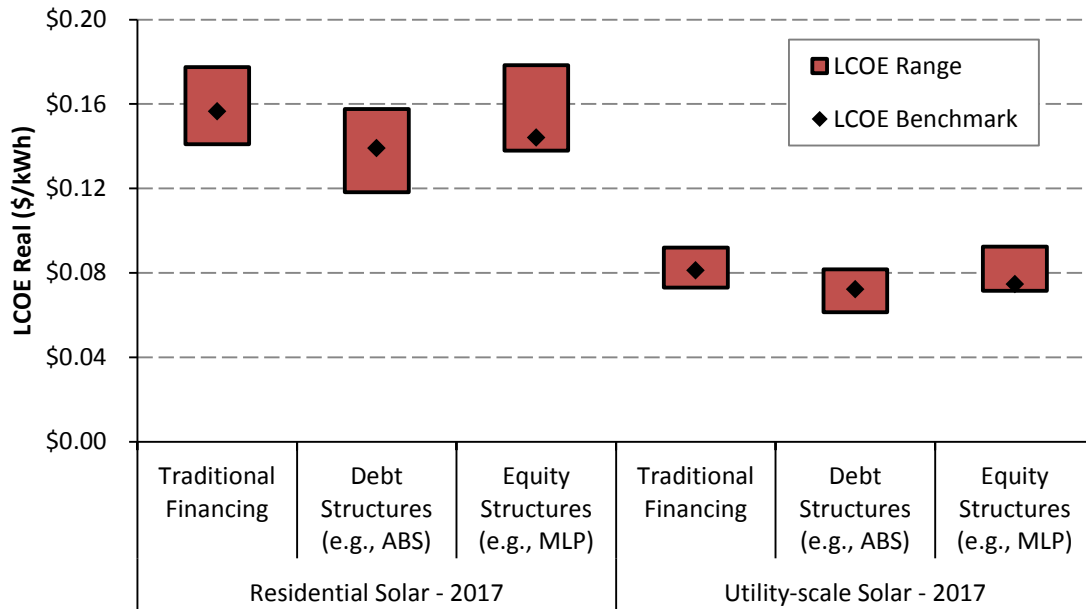 $0.20
$0.16
$0.12
$0.08
$0.04
$0.00
LCOE Real ($/kWh)
LCOE Range
LCOE Benchmark
Traditional
Financing
Debt
Structures
(e.g., ABS)
Equity
Structures
(e.g., MLP)
Traditional
Financing
Debt
Structures
(e.g., ABS)
Equity
Structures
(e.g., MLP)
Residential Solar - 2017
Utility-scale Solar - 2017